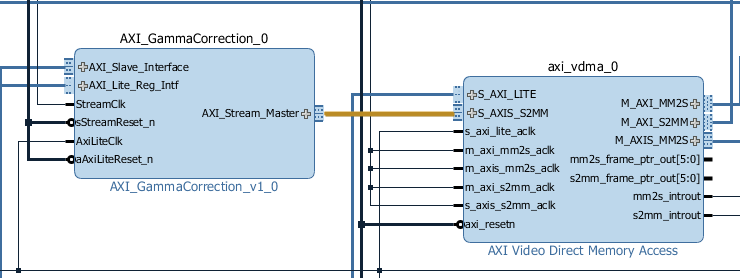 AXI_GammaCorrection_0
AXI_Slave_Interface
AXI_Lite_Reg_Intf
StreamClk
sStreamReset_n
AxiLiteClk
aAxiLiteReset_n
AXI_Stream_Master
AXI_GammaCorrection_v1_0
axi_vdma_0
S_AXI_LITE
S_AXIS_S2MM
s_axi_lite_aclk
m_axi_mm2s_aclk
m_axis_mm2s_aclk
m_axi_s2mm_aclk
s_axis_s2mm_aclk
axi_resetn
M_AXI_MM2S
M_AXI_S2MM
M_AXIS_MM2S
mm2s_frame_ptr_out[5:0]
s2mm_frame_ptr_out[5:0]
mm2s_introut
s2mm_introut
AXI Video Direct Memory Access